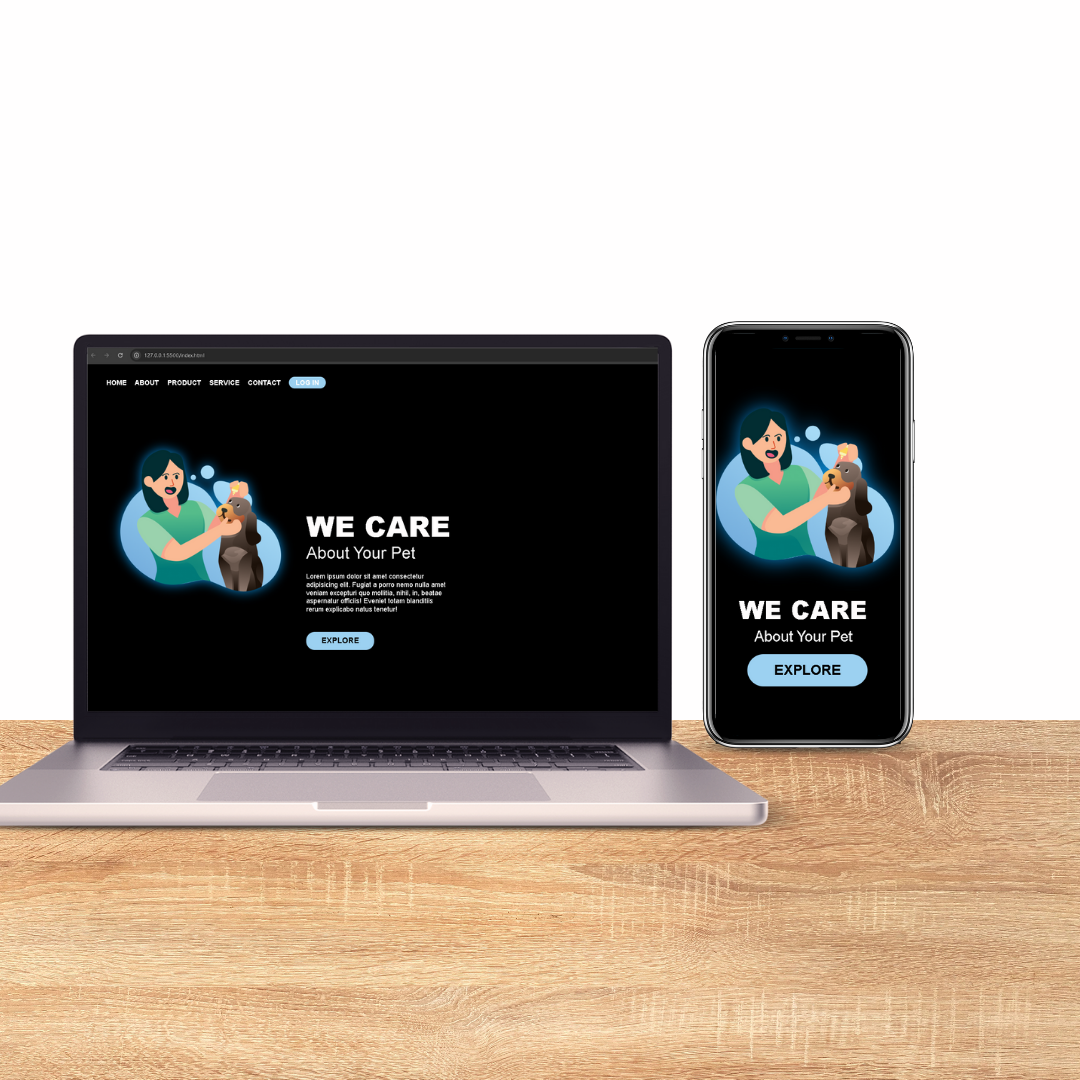 127.0.0.1:5500/index.html
HOME ABOUT PRODUCT SERVICE CONTACT LOG IN
WE CARE
About Your Pet
Lorem ipsum dolor sit amet consectetur
adipisicing elit. Fugiat a porro nemo nulla amet
veniam excepturi quo mollitia, nihil, in, beatae
aspernatur officiis! Eveniet totam blanditiis
rerum explicabo natus tenetur!
EXPLORE
WE CARE
About Your Pet
EXPLORE